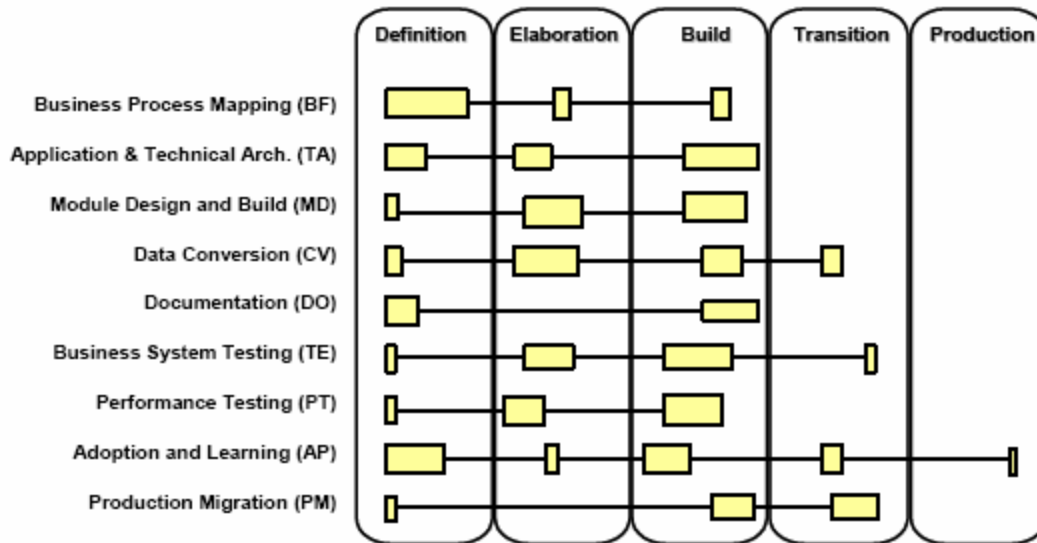 Definition Elaboration Build Transition Production
Business Process Mapping (BF)
Application & Technical Arch. (TA)
Module Design and Build (MD)
Data Conversion (CV)
Documentation (DO)
Business System Testing (TE)
Performance Testing (PT)
Adoption and Learning (AP)
Production Migration (PM)